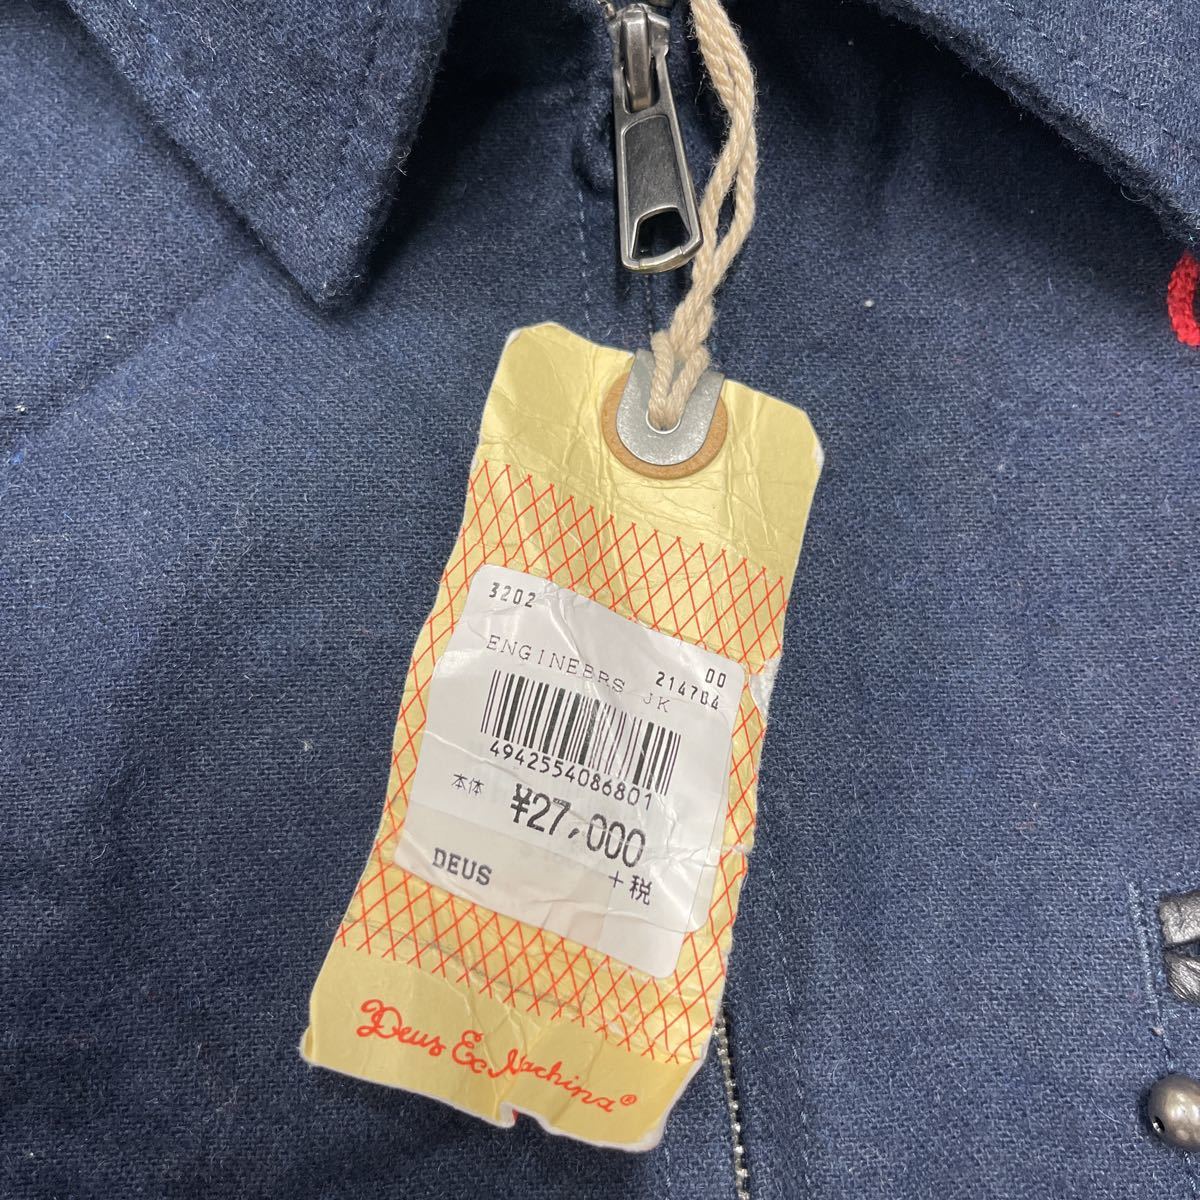 3202
00
ENGINEBRS JK
214704
4942554086801
本体 ¥27,000
DEUS
+税
Deus Ex Machina®